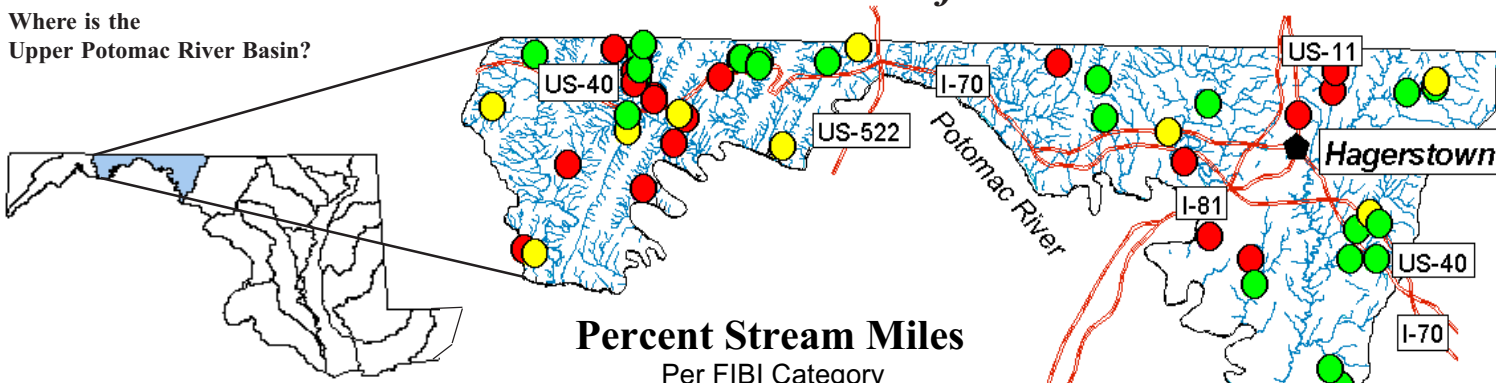 Where is the
Upper Potomac River Basin?
US-40
US-522
I-70
Potomac River
US-11
Hagerstown
I-81
US-40
I-70
Percent Stream Miles
Per FIBI Category